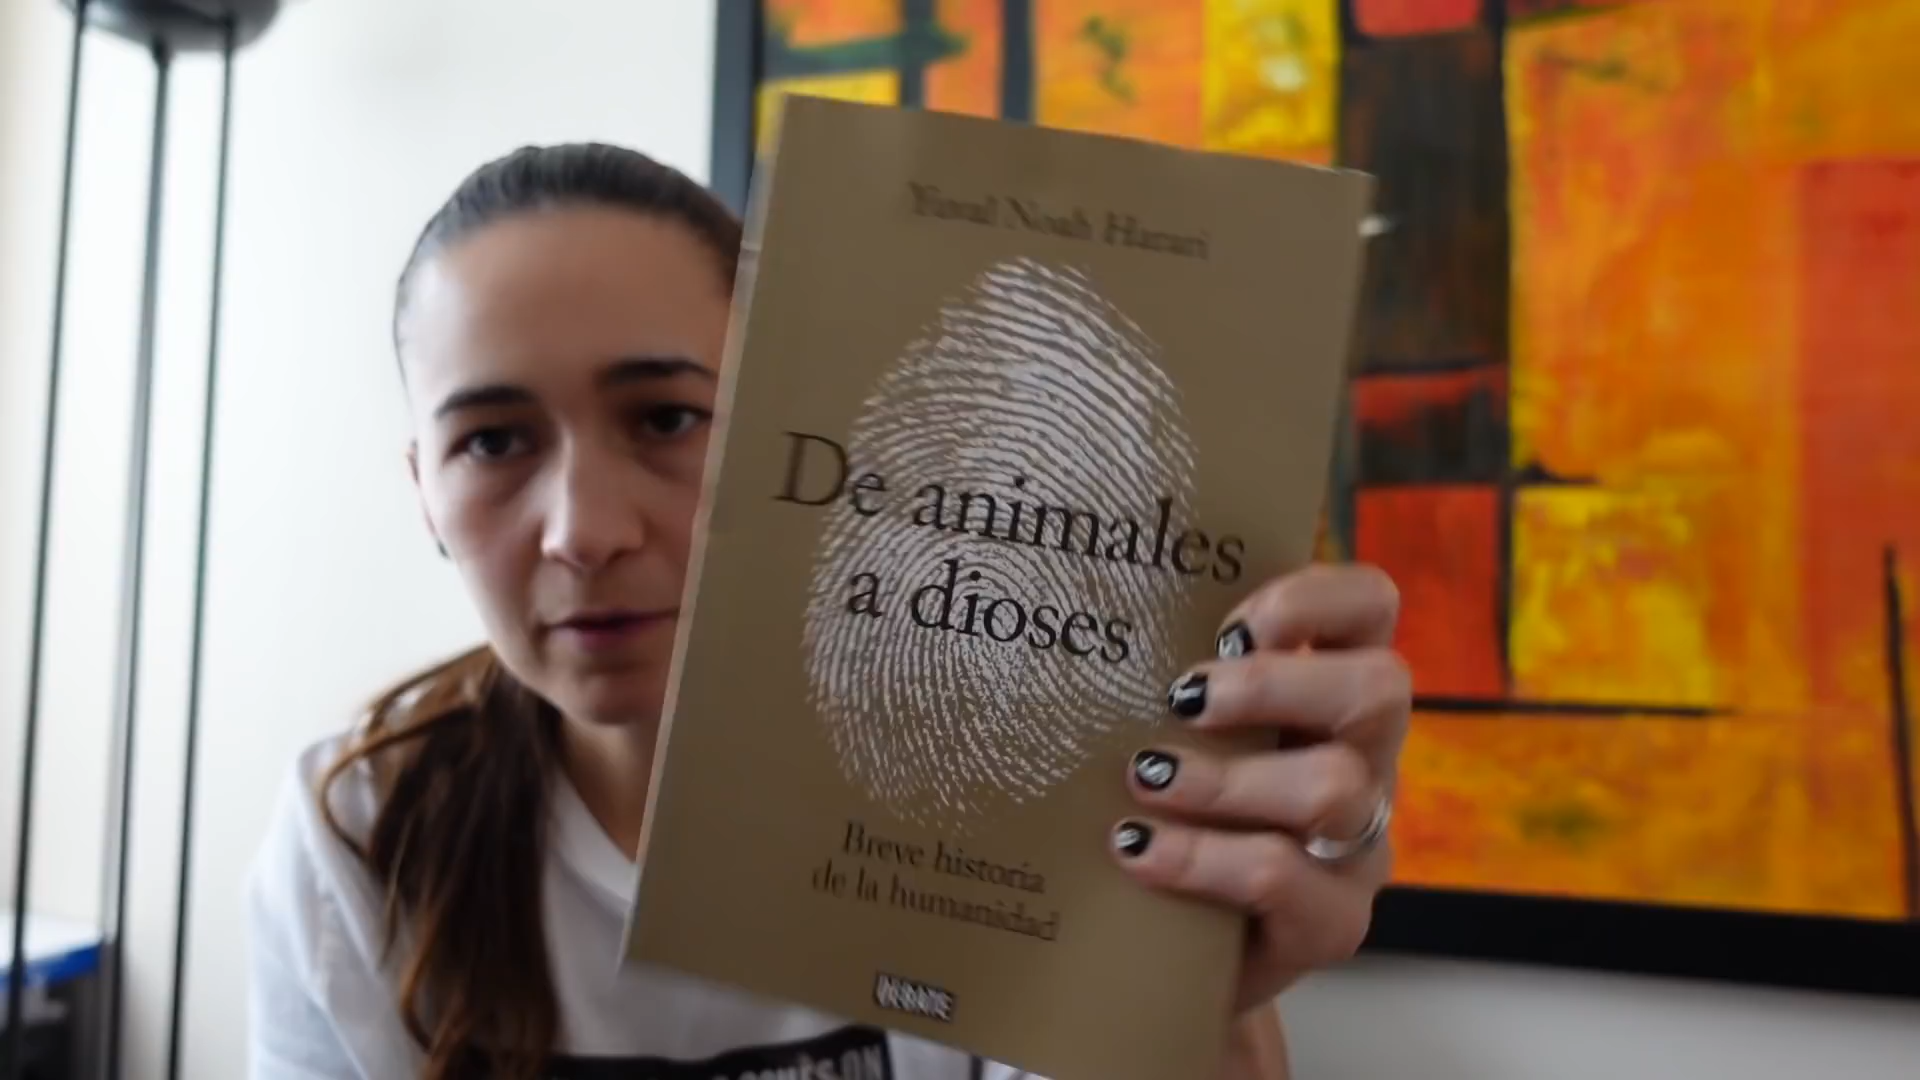 Yuval Noah Harari
De animales
a dioses
Breve historia
de la humanidad
DEBATE